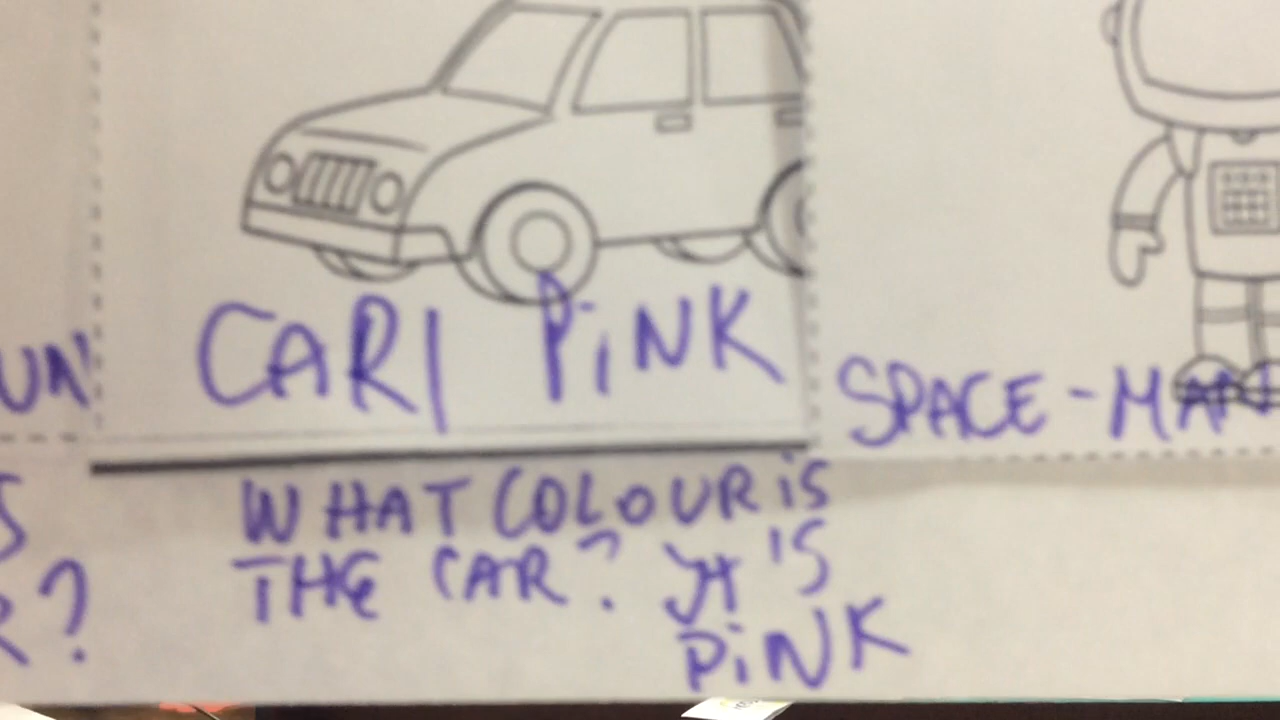 CAR | PiNK
SPACE-MAN
WHAT COLOUR iS
THE CAR? It iS
PiNK